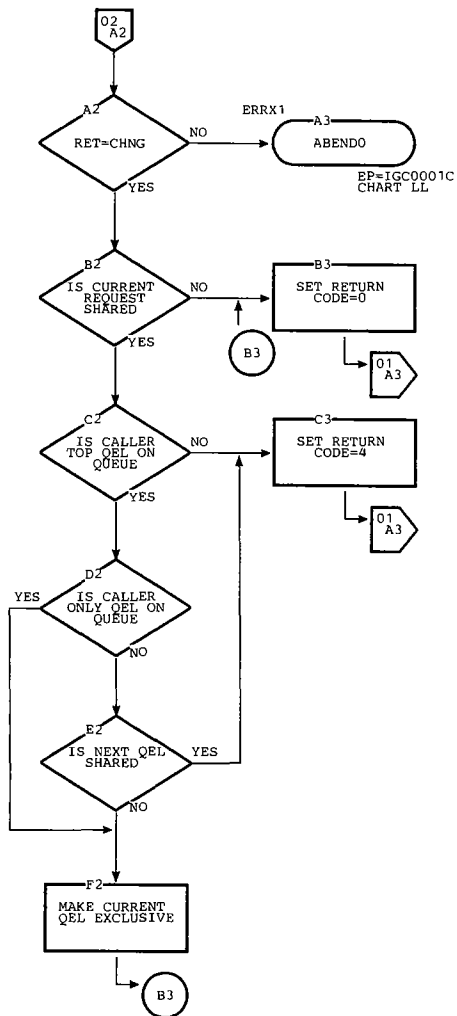 02
A2
A2
RET=CHNG
NO
YES
ERRX1
A3
ABEND0
EP=IGC0001C
CHART LL
B2
IS CURRENT
REQUEST
SHARED
NO
YES
B3
B3
SET RETURN
CODE=0
01
A3
C2
IS CALLER
TOP QEL ON
QUEUE
NO
YES
C3
SET RETURN
CODE=4
01
A3
D2
IS CALLER
ONLY QEL ON
QUEUE
YES
NO
E2
IS NEXT QEL
SHARED
YES
NO
F2
MAKE CURRENT
QEL EXCLUSIVE
B3